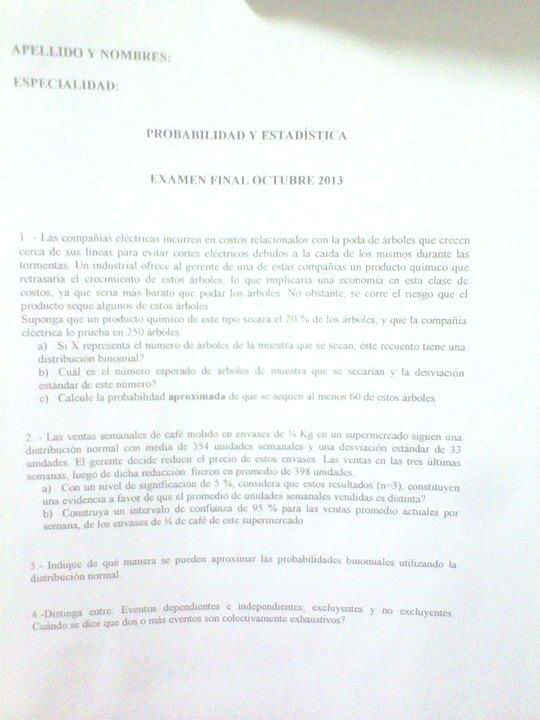 APELLIDO Y NOMBRES:
ESPECIALIDAD:
PROBABILIDAD Y ESTADÍSTICA
EXAMEN FINAL OCTUBRE 2013
1. - Las compañías eléctricas incurren en costos relacionados con la poda de árboles que crecen
cerca de sus líneas para evitar cortes eléctricos debidos a la caída de los mismos durante las
tormentas. Un industrial ofrece al gerente de una de estas compañías un producto químico que
retrasaría el crecimiento de estos árboles, lo que implicaría una economía en esta clase de
costos, ya que sería más barato que podar los árboles. No obstante, se corre el riesgo que el
producto seque algunos de estos árboles.
Suponga que un producto químico de este tipo secará el 20 % de los árboles, y que la compañía
eléctrica lo prueba en 250 árboles:
a) Si X representa el número de árboles de la muestra que se secan, éste recuento tiene una
distribución binomial?
b) Cuál es el número esperado de árboles de muestra que se secarían y la desviación
estándar de este número?
c) Calcule la probabilidad aproximada de que se sequen al menos 60 de estos árboles.
2. - Las ventas semanales de café molido en envases de ¼ Kg en un supermercado siguen una
distribución normal con media de 354 unidades semanales y una desviación estándar de 33
unidades. El gerente decide reducir el precio de estos envases. Las ventas en las tres últimas
semanas, luego de dicha reducción, fueron en promedio de 398 unidades.
a) Con un nivel de significación de 5 %, considera que estos resultados (n=3), constituyen
una evidencia a favor de que el promedio de unidades semanales vendidas es distinta?
b) Construya un intervalo de confianza de 95 % para las ventas promedio actuales por
semana, de los envases de ¼ de café de este supermercado.
3.- Indique de qué manera se pueden aproximar las probabilidades binomiales utilizando la
distribución normal.
4.-Distinga entre: Eventos dependientes e independientes; excluyentes y no excluyentes.
Cuándo se dice que dos o más eventos son colectivamente exhaustivos?